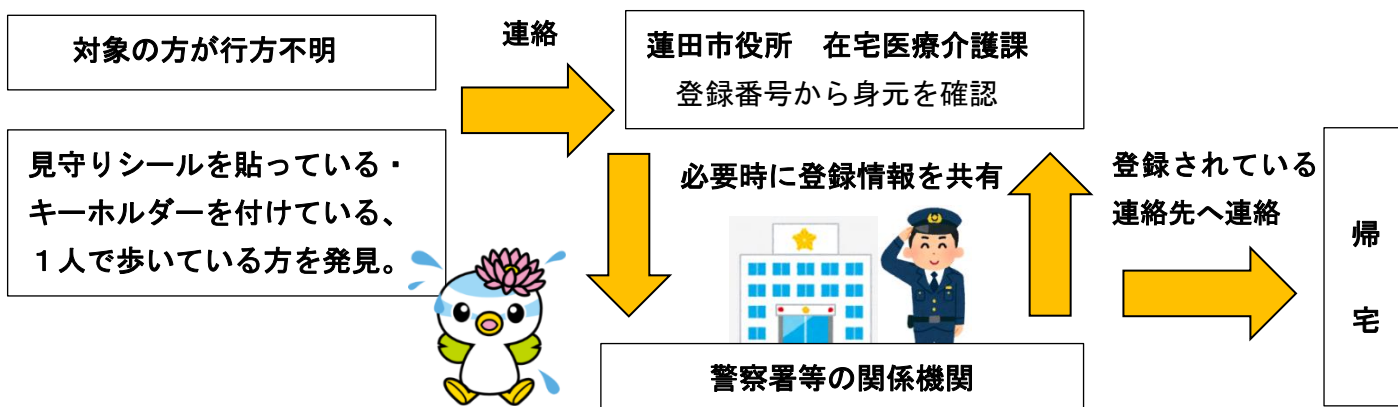 対象の方が行方不明
連絡
蓮田市役所　在宅医療介護課
登録番号から身元を確認
見守りシールを貼っている・
キーホルダーを付けている、
１人で歩いている方を発見。
必要時に登録情報を共有
登録されている
連絡先へ連絡
帰
宅
警察署等の関係機関